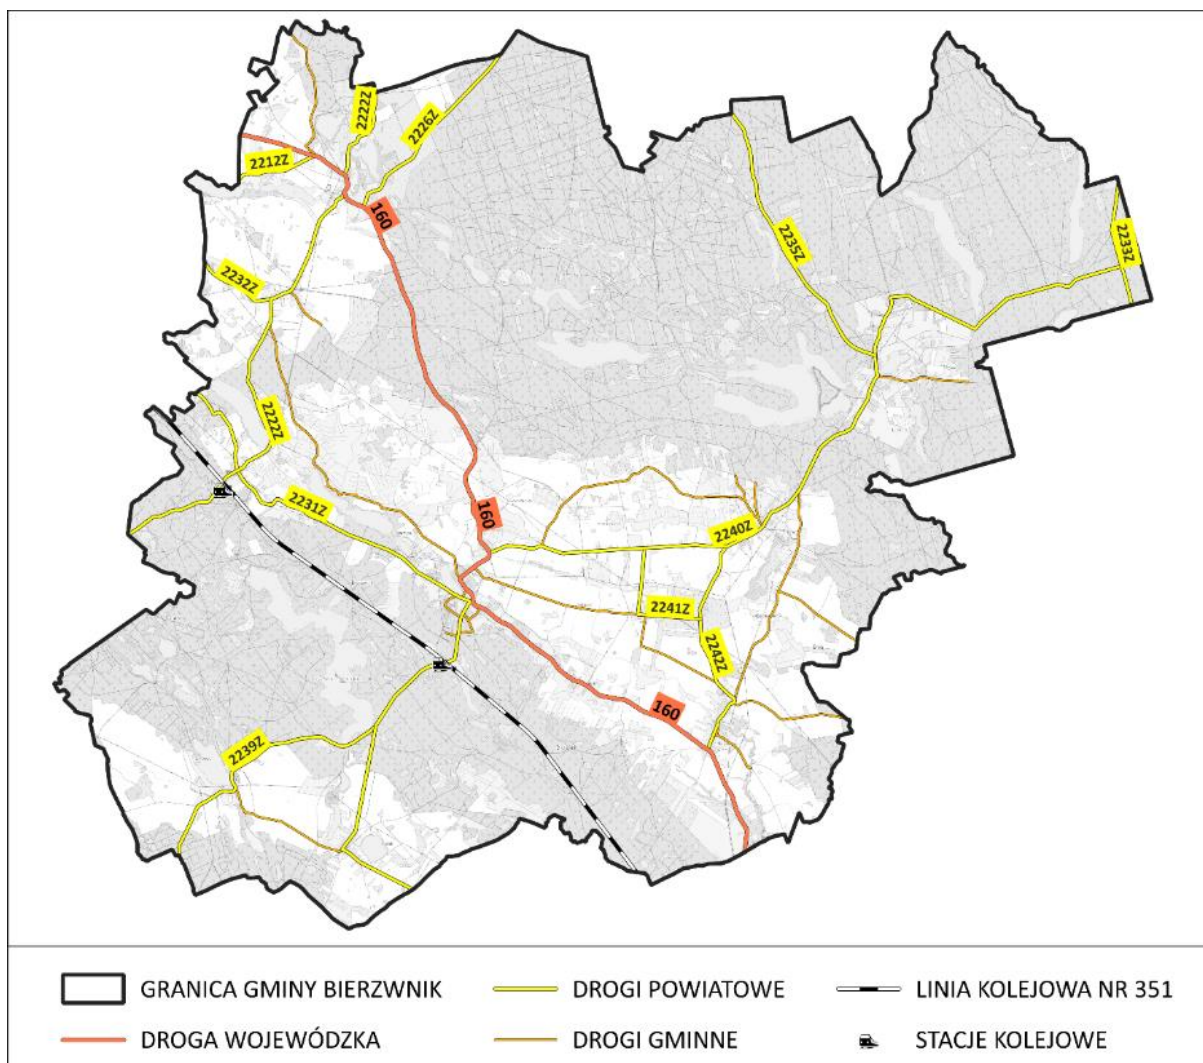 2222Z
2226Z
2212Z
160
2235Z
2233Z
2232Z
2222Z
2231Z
160
2240Z
2241Z
2242Z
160
2239Z
GRANICA GMINY BIERZWNIK
DROGI POWIATOWE
LINIA KOLEJOWA NR 351
DROGA WOJEWÓDZKA
DROGI GMINNE
STACJE KOLEJOWE